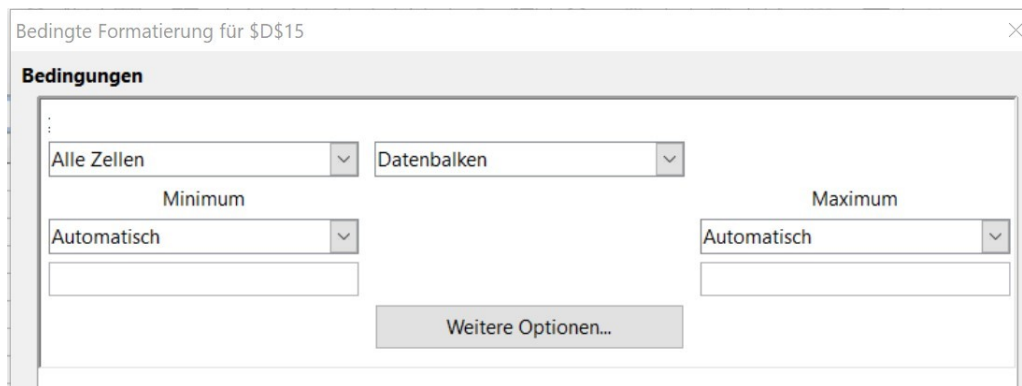 Bedingte Formatierung für $D$15
Bedingungen
Alle Zellen Datenbalken
Minimum Maximum
Automatisch Automatisch
Weitere Optionen...